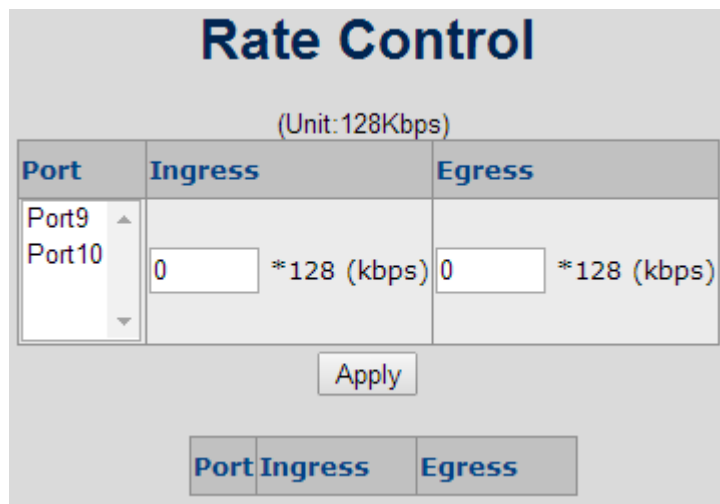 Rate Control
(Unit:128Kbps)
Port Ingress Egress
Port9
Port10
0 *128 (kbps) 0 *128 (kbps)
Apply
Port Ingress Egress